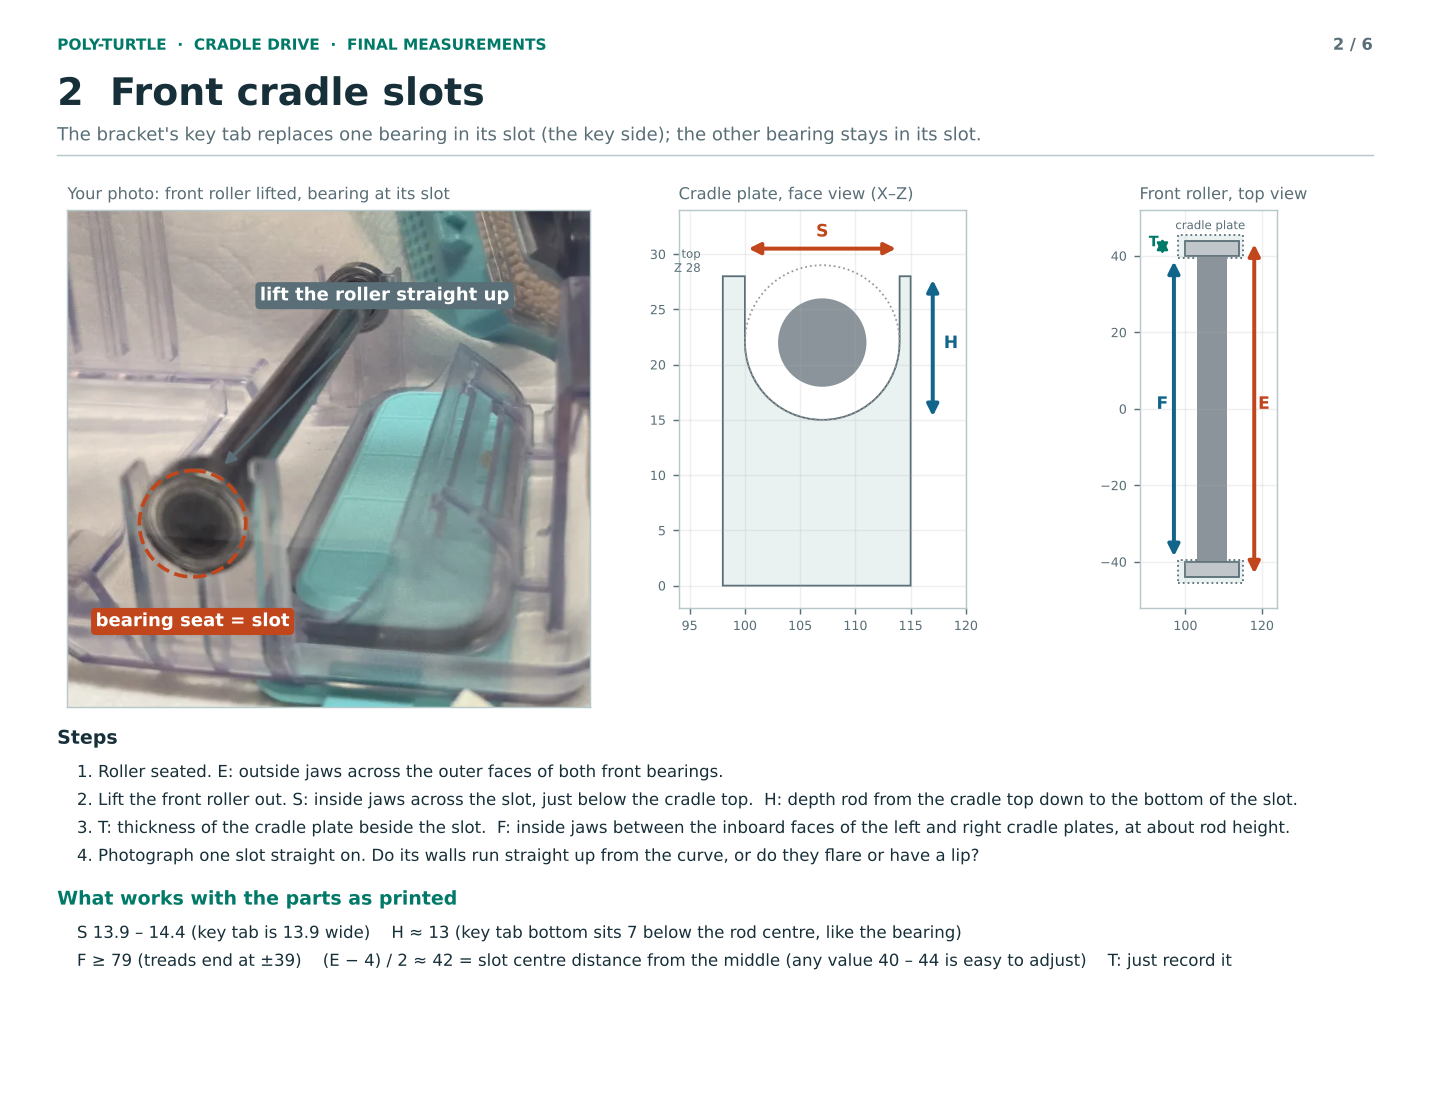 POLY-TURTLE · CRADLE DRIVE · FINAL MEASUREMENTS
2 / 6
2 Front cradle slots
The bracket's key tab replaces one bearing in its slot (the key side); the other bearing stays in its slot.
Your photo: front roller lifted, bearing at its slot
lift the roller straight up
bearing seat = slot
Cradle plate, face view (X–Z)
S
top
Z 28
H
30
25
20
15
10
5
0
95 100 105 110 115 120
Front roller, top view
cradle plate
T
F
E
40
20
0
−20
−40
100 120
Steps
1. Roller seated. E: outside jaws across the outer faces of both front bearings.
2. Lift the front roller out. S: inside jaws across the slot, just below the cradle top. H: depth rod from the cradle top down to the bottom of the slot.
3. T: thickness of the cradle plate beside the slot. F: inside jaws between the inboard faces of the left and right cradle plates, at about rod height.
4. Photograph one slot straight on. Do its walls run straight up from the curve, or do they flare or have a lip?
What works with the parts as printed
S 13.9 – 14.4 (key tab is 13.9 wide) H ≈ 13 (key tab bottom sits 7 below the rod centre, like the bearing)
F ≥ 79 (treads end at ±39) (E − 4) / 2 ≈ 42 = slot centre distance from the middle (any value 40 – 44 is easy to adjust) T: just record it